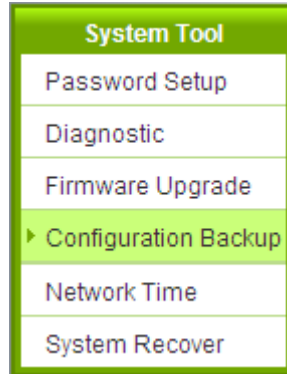 System Tool
Password Setup
Diagnostic
Firmware Upgrade
Configuration Backup
Network Time
System Recover